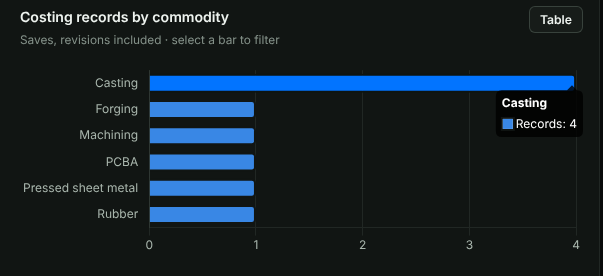 Costing records by commodity
Table
Saves, revisions included · select a bar to filter
Casting
Casting
Records: 4
Forging
Machining
PCBA
Pressed sheet metal
Rubber
0 1 2 3 4